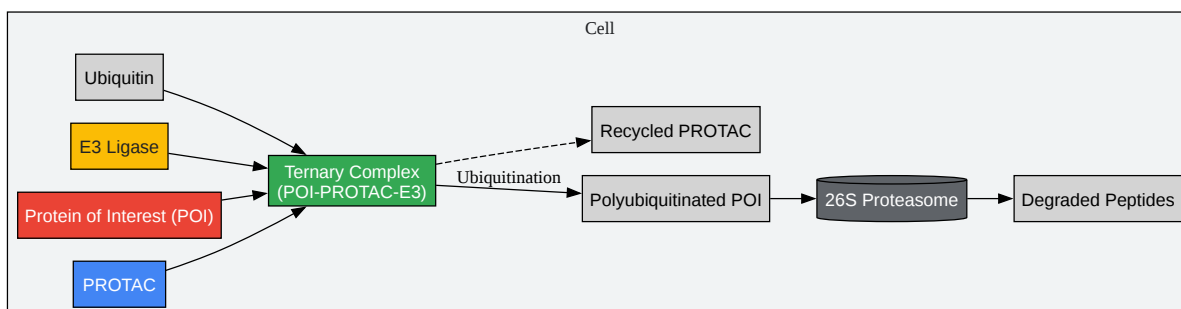 Cell
Ubiquitin
E3 Ligase
Protein of Interest (POI)
PROTAC
Ternary Complex
(POI-PROTAC-E3)
Ubiquitination
Recycled PROTAC
Polyubiquitinated POI
26S Proteasome
Degraded Peptides